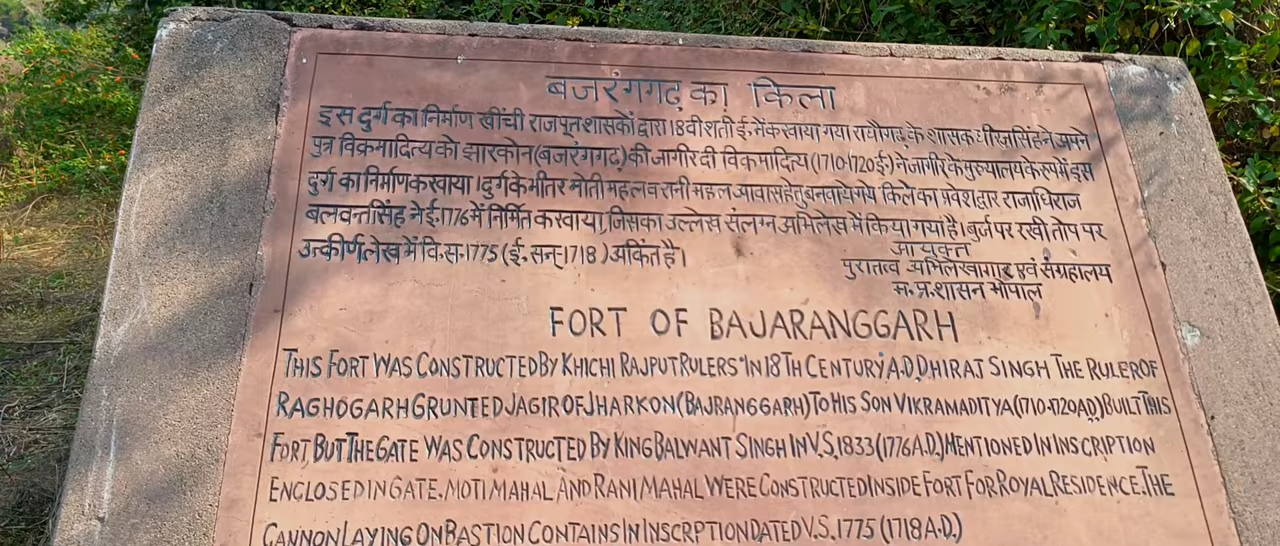 बजरंगगढ़ का किला
इस दुर्ग का निर्माण खींची राजपूत शासकों द्वारा 18वीं शती ई. में करवाया गया राघौगढ़ के शासक धीरजसिंह ने अपने
पुत्र विक्रमादित्य को झारकोन (बजरंगगढ़) की जागीर दी विक्रमादित्य (1710-1720 ई.) ने जागीर के मुख्यालय के रूप में इस
दुर्ग का निर्माण करवाया। दुर्ग के भीतर मोती महल व रानी महल आवास हेतु बनवाये गये किले का प्रवेश द्वार राजाधिराज
बलवन्तसिंह ने ई. 1776 में निर्मित करवाया, जिसका उल्लेख संलग्न अभिलेख में किया गया है। बुर्ज पर रखी तोप पर
उत्कीर्ण लेख में वि.स. 1775 (ई. सन्-1718) अंकित है।
आयुक्त
पुरातत्व अभिलेखागार एवं संग्रहालय
म.प्र. शासन भोपाल
FORT OF BAJARANGGARH
THIS FORT WAS CONSTRUCTED BY KHICHI RAJPUT RULERS IN 18TH CENTURY A.D. DHIRAJ SINGH THE RULER OF
RAGHOGARH GRUNTED JAGIR OF JHARKON (BAJRANGGARH) TO HIS SON VIKRAMADITYA (1710-1720 AD) BUILT THIS
FORT, BUT THE GATE WAS CONSTRUCTED BY KING BALWANT SINGH IN V.S. 1833 (1776 A.D.) MENTIONED IN INSCRIPTION
ENCLOSED IN GATE. MOTI MAHAL AND RANI MAHAL WERE CONSTRUCTED INSIDE FORT FOR ROYAL RESIDENCE. THE
CANNON LAYING ON BASTION CONTAINS IN INSCRPTION DATED V.S. 1775 (1718 A.D.)